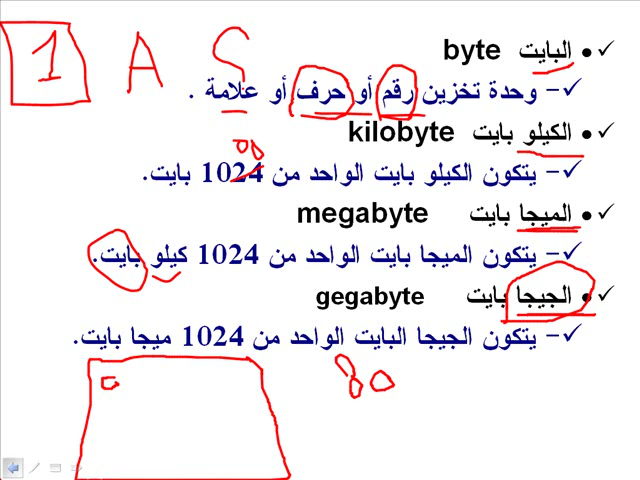 1 A S
✓ • البايت byte
✓- وحدة تخزين رقم أو حرف أو علامة .
✓ • الكيلو بايت kilobyte
00
✓- يتكون الكيلو بايت الواحد من 1024 بايت.
✓ • الميجا بايت megabyte
✓- يتكون الميجا بايت الواحد من 1024 كيلو بايت.
✓ • الجيجا بايت gegabyte
✓- يتكون الجيجا البايت الواحد من 1024 ميجا بايت.
80